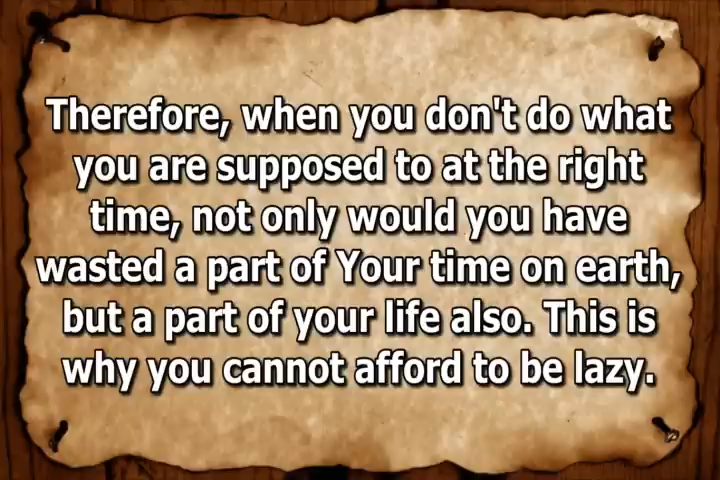 Therefore, when you don't do what
you are supposed to at the right
time, not only would you have
wasted a part of Your time on earth,
but a part of your life also. This is
why you cannot afford to be lazy.